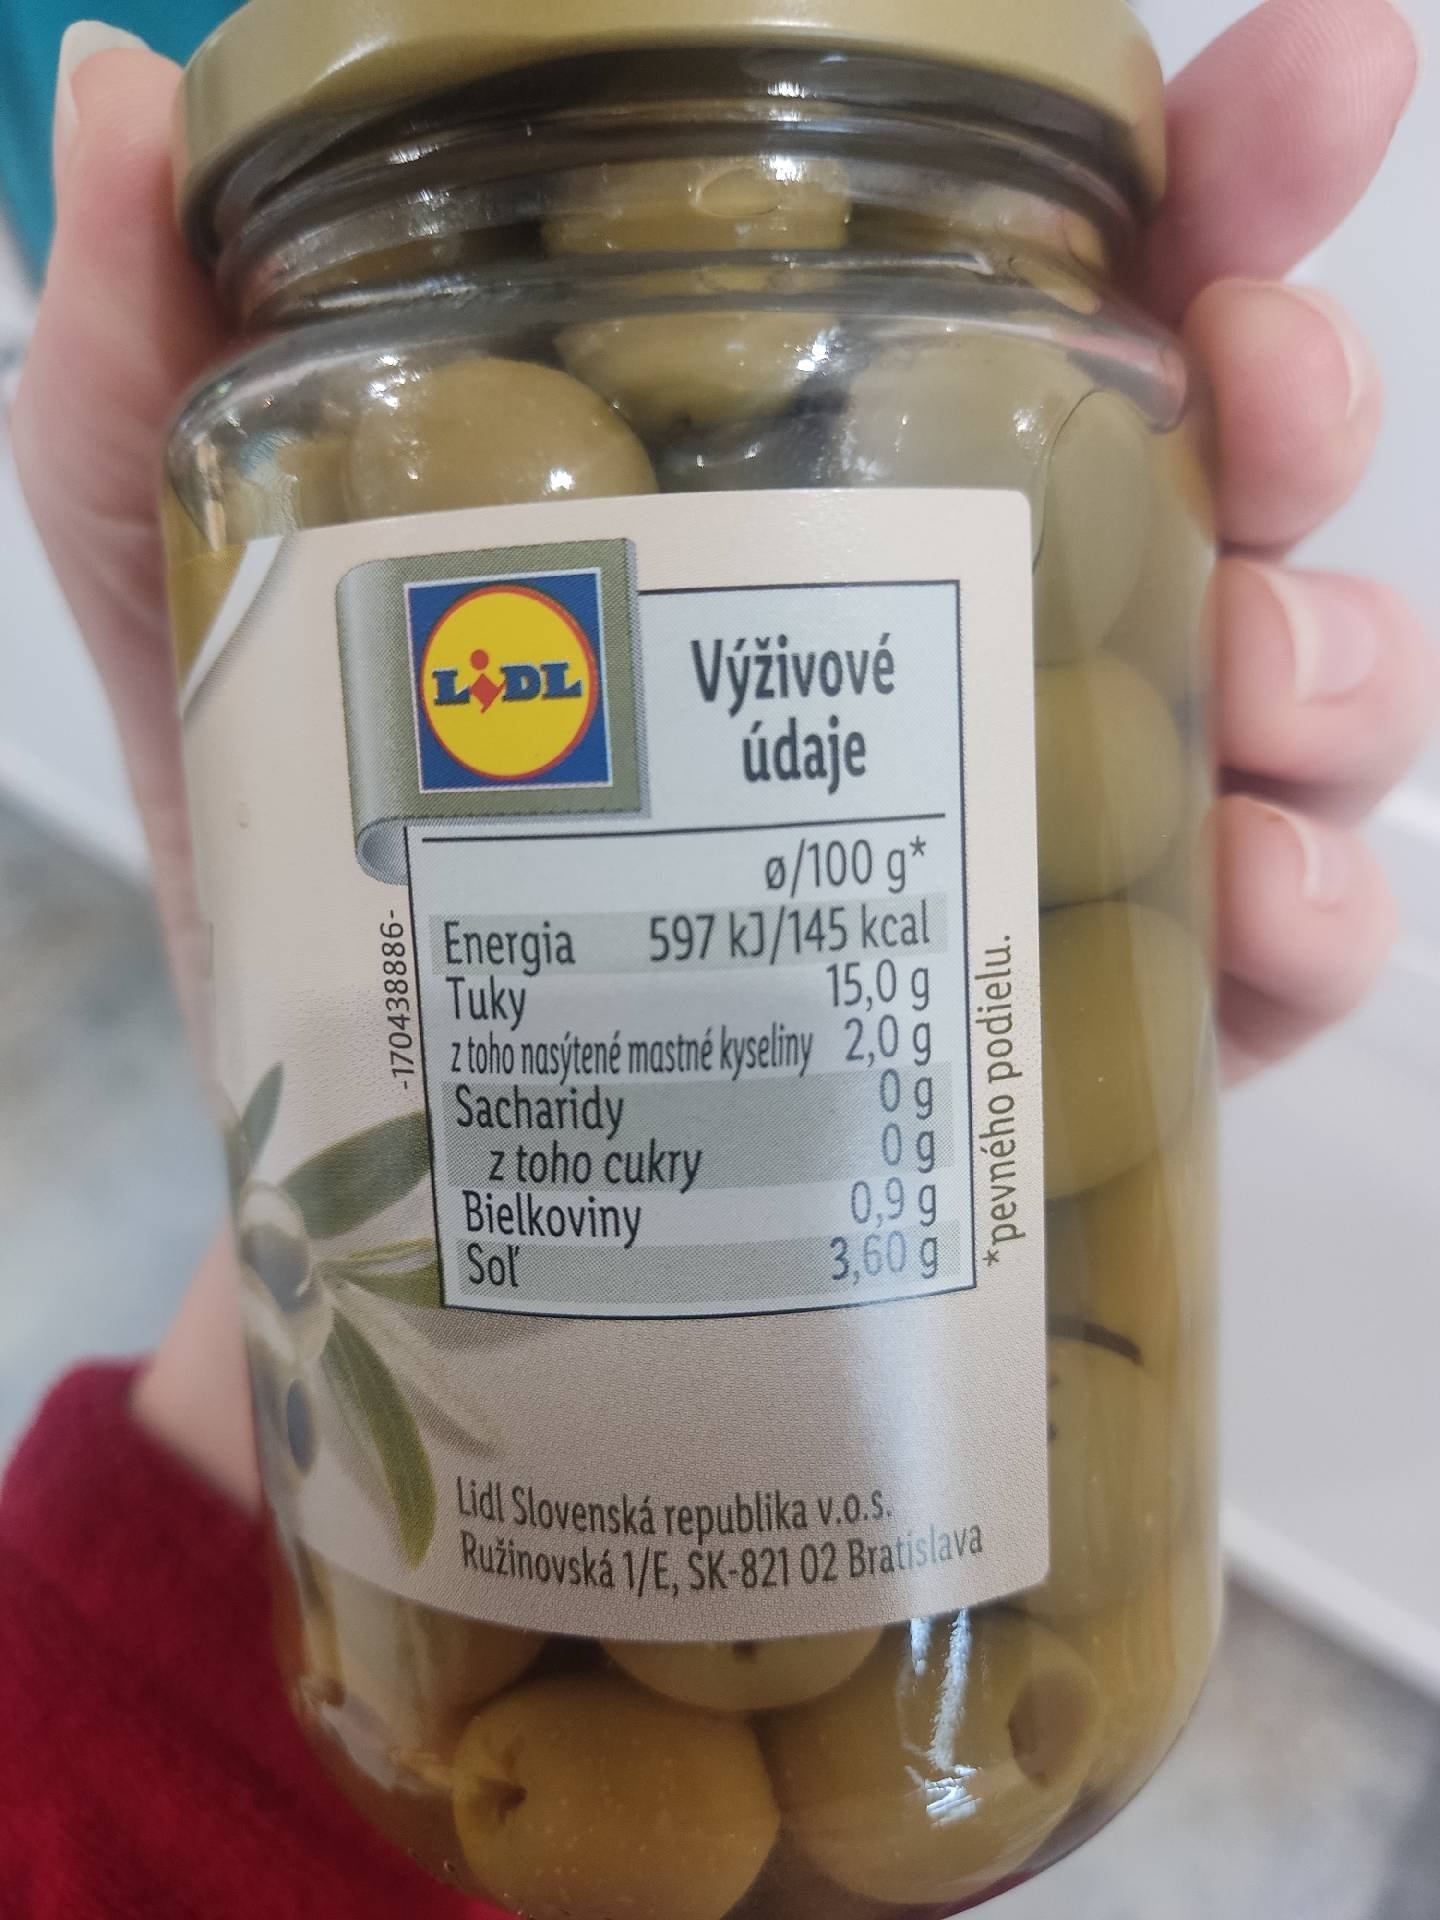 LIDL
Výživové
údaje
ø/100 g*
Energia 597 kJ/145 kcal
Tuky 15,0 g
z toho nasýtené mastné kyseliny 2,0 g
Sacharidy 0 g
z toho cukry 0 g
Bielkoviny 0,9 g
Soľ 3,60 g
*pevného podielu.
-170438886-
Lidl Slovenská republika v.o.s.
Ružinovská 1/E, SK-821 02 Bratislava